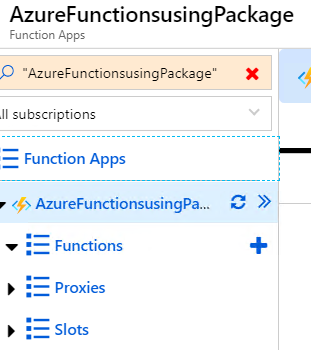 AzureFunctionsusingPackage
Function Apps
"AzureFunctionsusingPackage"
All subscriptions
Function Apps
AzureFunctionsusingPa...
Functions
Proxies
Slots